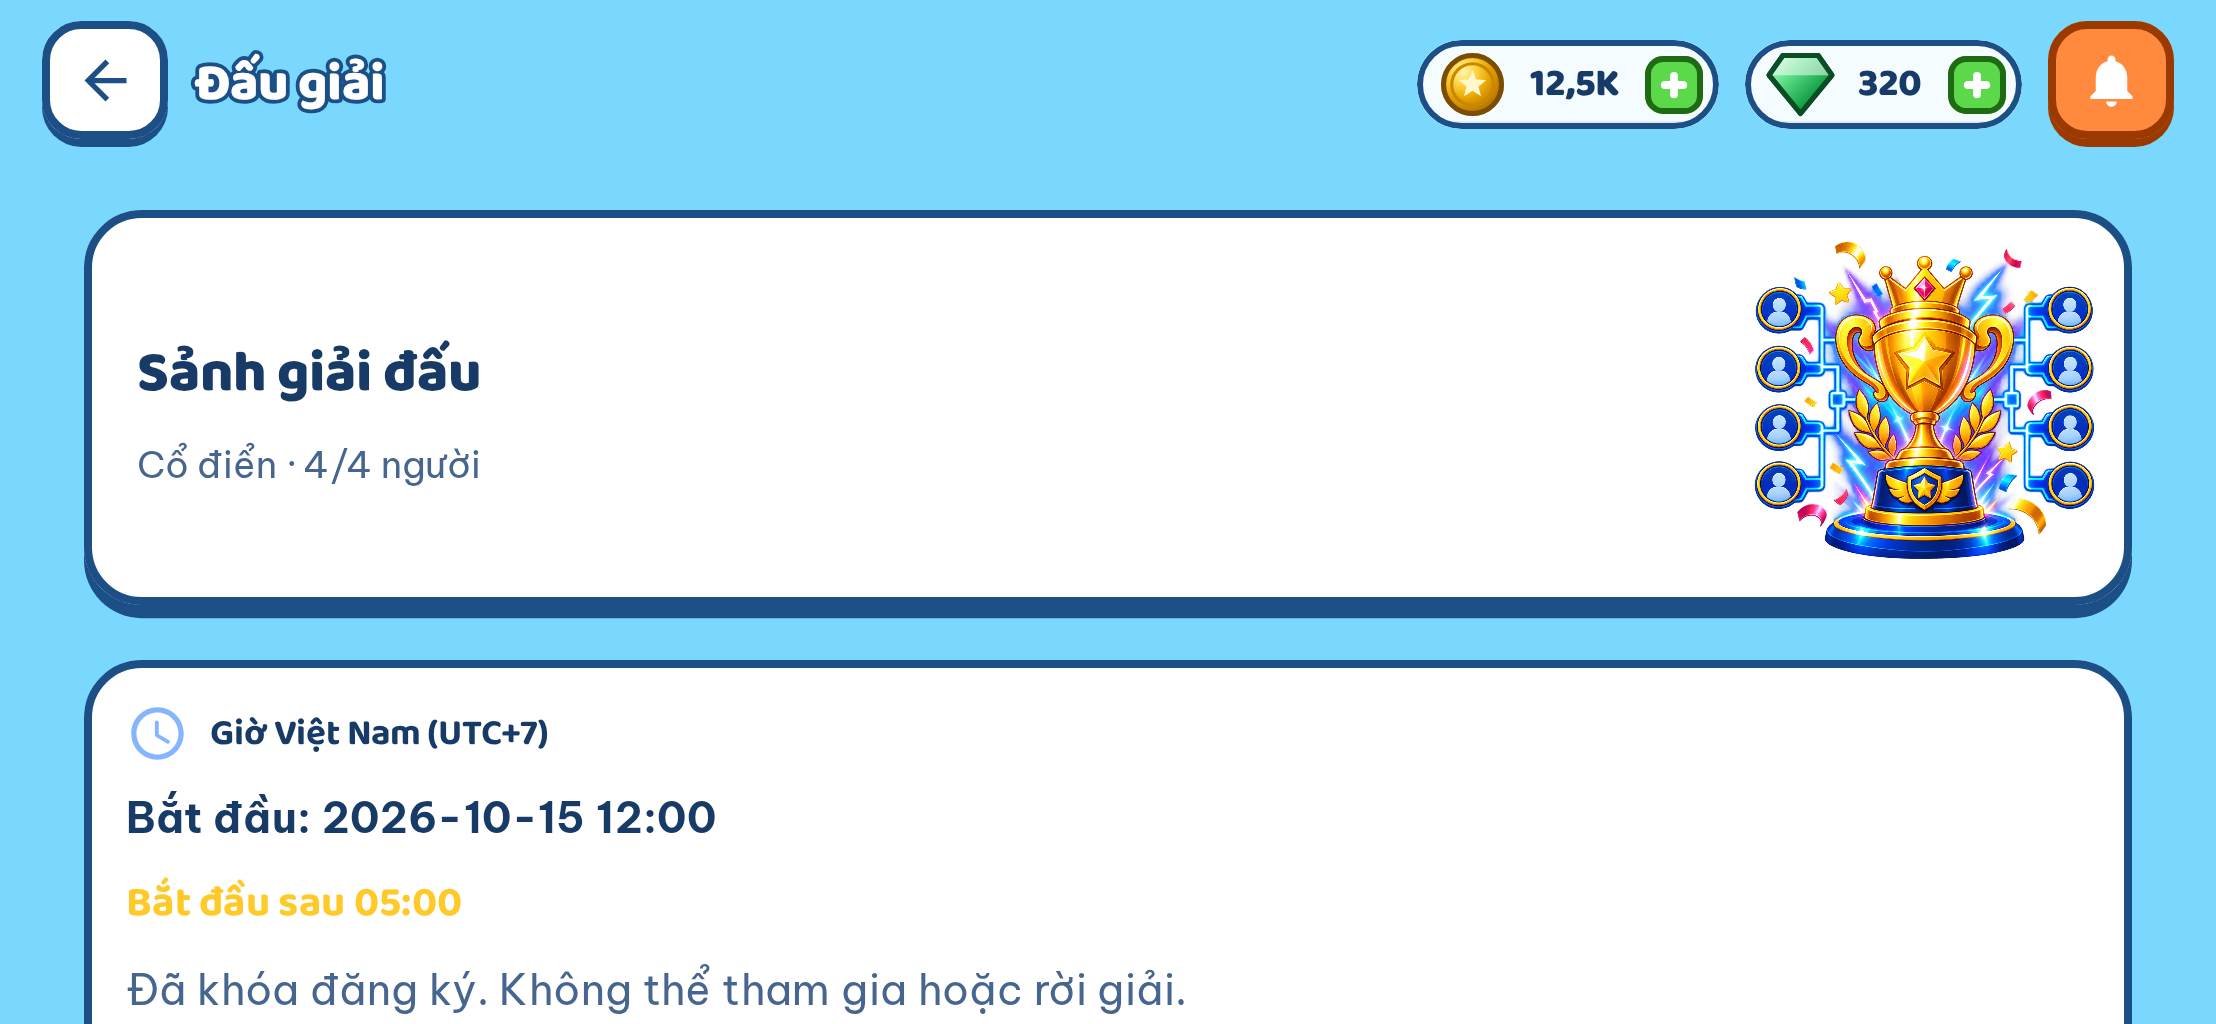 Đấu giải
12,5K
320
Sảnh giải đấu
Cổ điển · 4/4 người
Giờ Việt Nam (UTC+7)
Bắt đầu: 2026-10-15 12:00
Bắt đầu sau 05:00
Đã khóa đăng ký. Không thể tham gia hoặc rời giải.